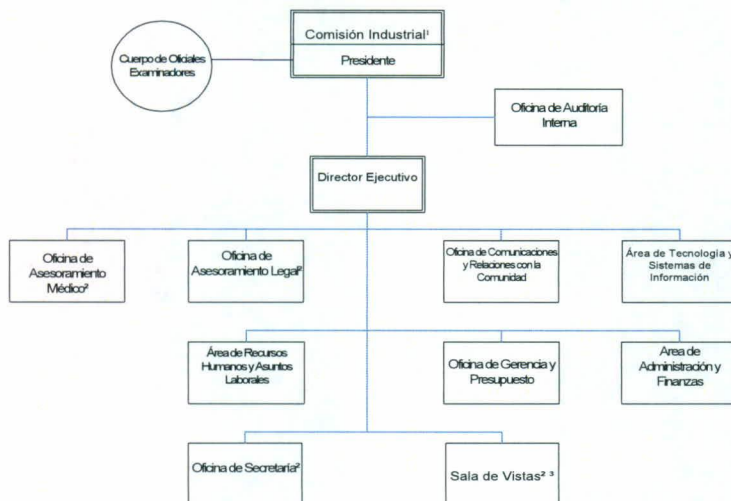 Comisión Industrial¹
Presidente
Cuerpo de Oficiales
Examinadores
Oficina de Auditoría
Interna
Director Ejecutivo
Oficina de
Asesoramiento
Médico²
Oficina de
Asesoramiento Legal²
Oficina de Comunicaciones
y Relaciones con la
Comunidad
Área de Tecnología y
Sistemas de
Información
Área de Recursos
Humanos y Asuntos
Laborales
Oficina de Gerencia y
Presupuesto
Area de
Administración y
Finanzas
Oficina de Secretaría²
Sala de Vistas² ³